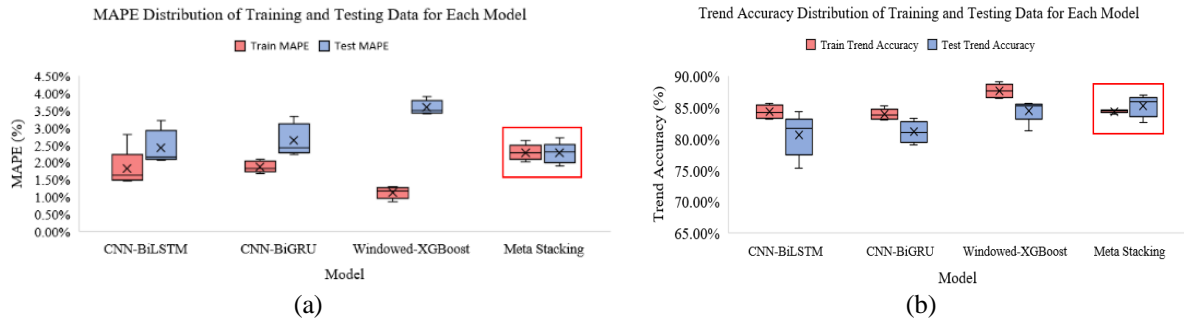 MAPE Distribution of Training and Testing Data for Each Model
Train MAPE Test MAPE
MAPE (%)
4.50%
4.00%
3.50%
3.00%
2.50%
2.00%
1.50%
1.00%
0.50%
0.00%
CNN-BiLSTM CNN-BiGRU Windowed-XGBoost Meta Stacking
Model
(a)
Trend Accuracy Distribution of Training and Testing Data for Each Model
Train Trend Accuracy Test Trend Accuracy
Trend Accuracy (%)
90.00%
85.00%
80.00%
75.00%
70.00%
65.00%
CNN-BiLSTM CNN-BiGRU Windowed-XGBoost Meta Stacking
Model
(b)